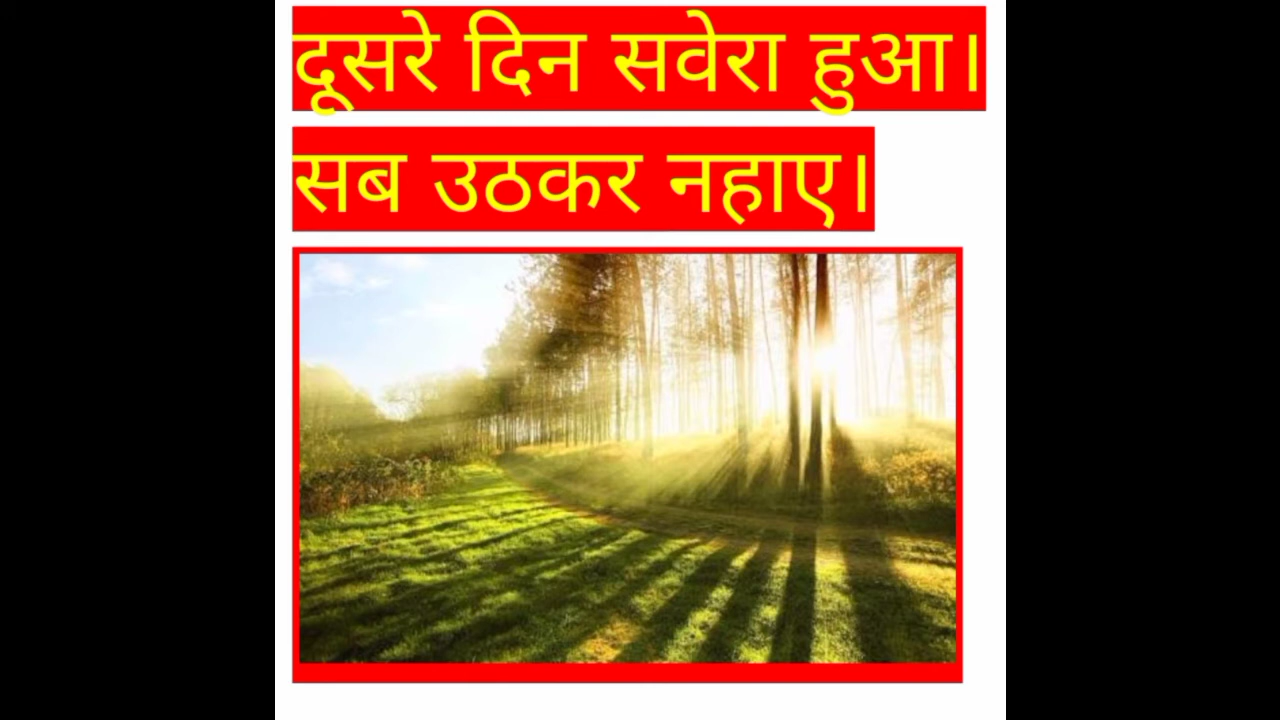 दूसरे दिन सवेरा हुआ।
सब उठकर नहाए।